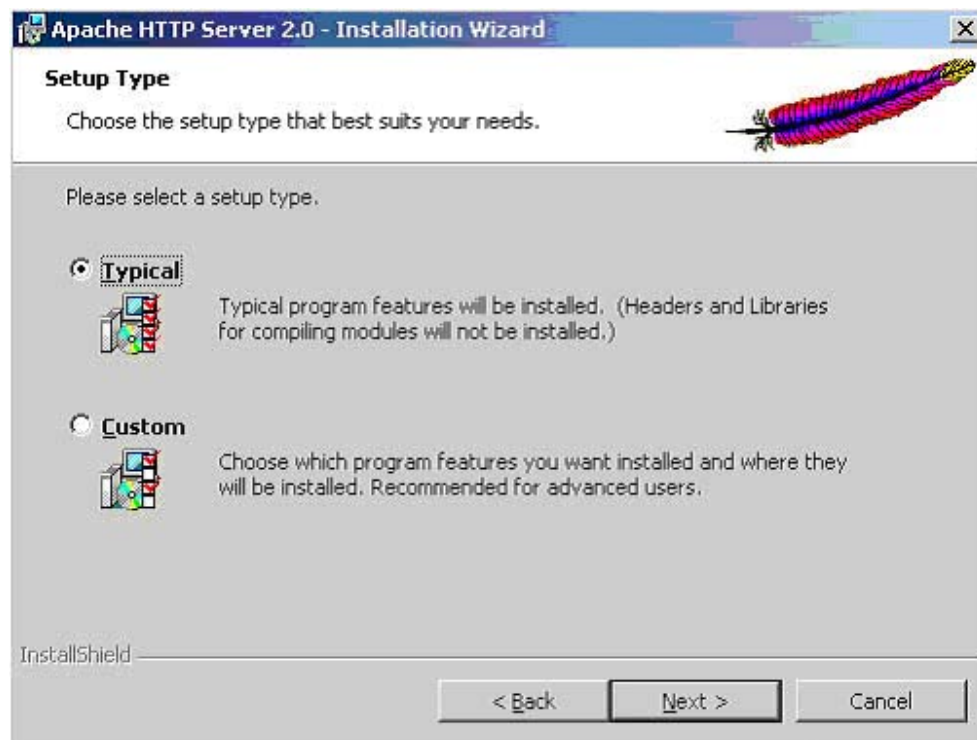 Apache HTTP Server 2.0 - Installation Wizard
Setup Type
Choose the setup type that best suits your needs.
Please select a setup type.
Typical
Typical program features will be installed.  (Headers and Libraries
for compiling modules will not be installed.)
Custom
Choose which program features you want installed and where they
will be installed. Recommended for advanced users.
InstallShield
< Back
Next >
Cancel